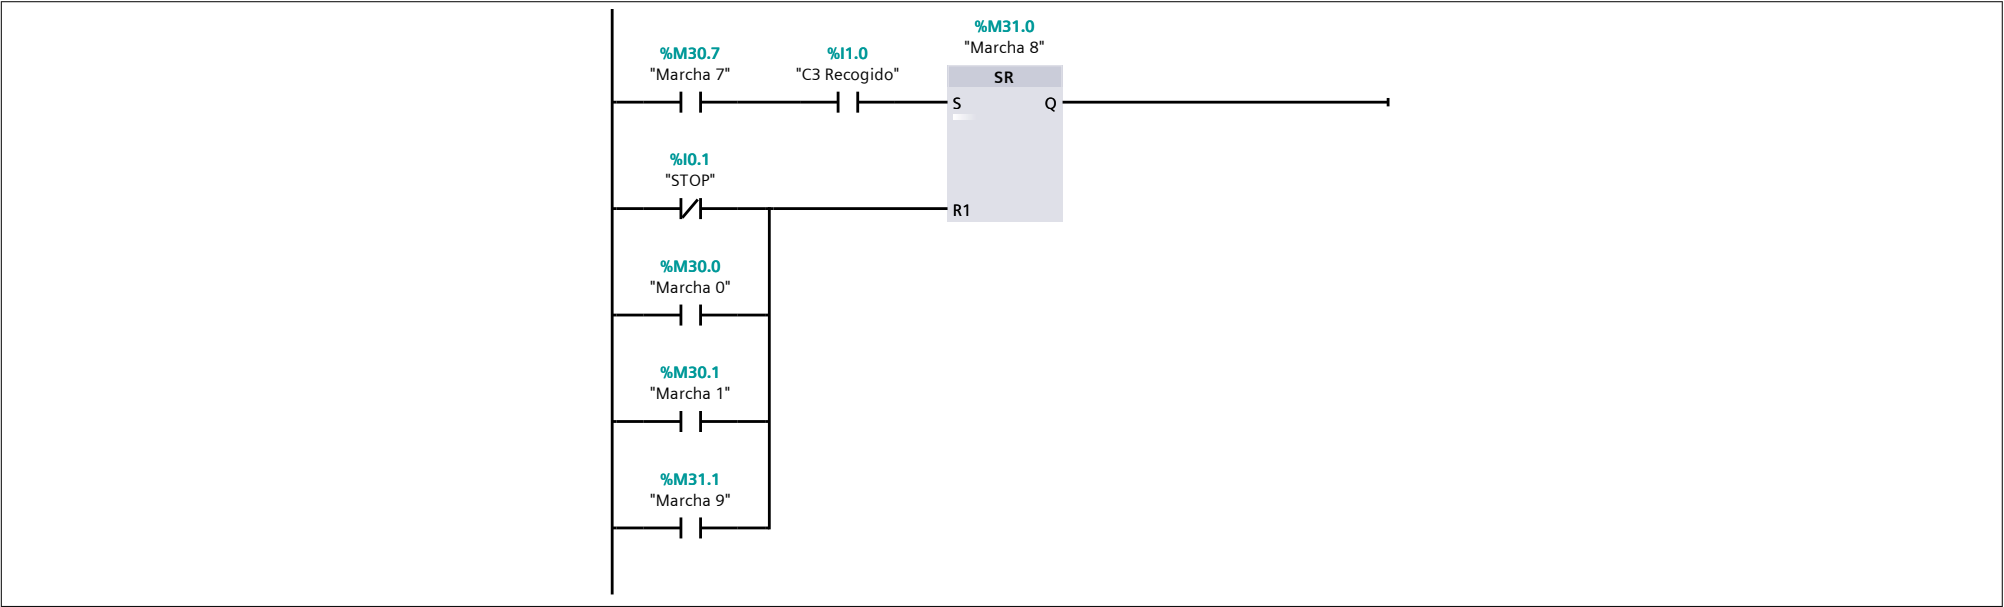 %M31.0
"Marcha 8"
%M30.7
"Marcha 7"
%I1.0
"C3 Recogido"
SR
S
Q
%I0.1
"STOP"
R1
%M30.0
"Marcha 0"
%M30.1
"Marcha 1"
%M31.1
"Marcha 9"